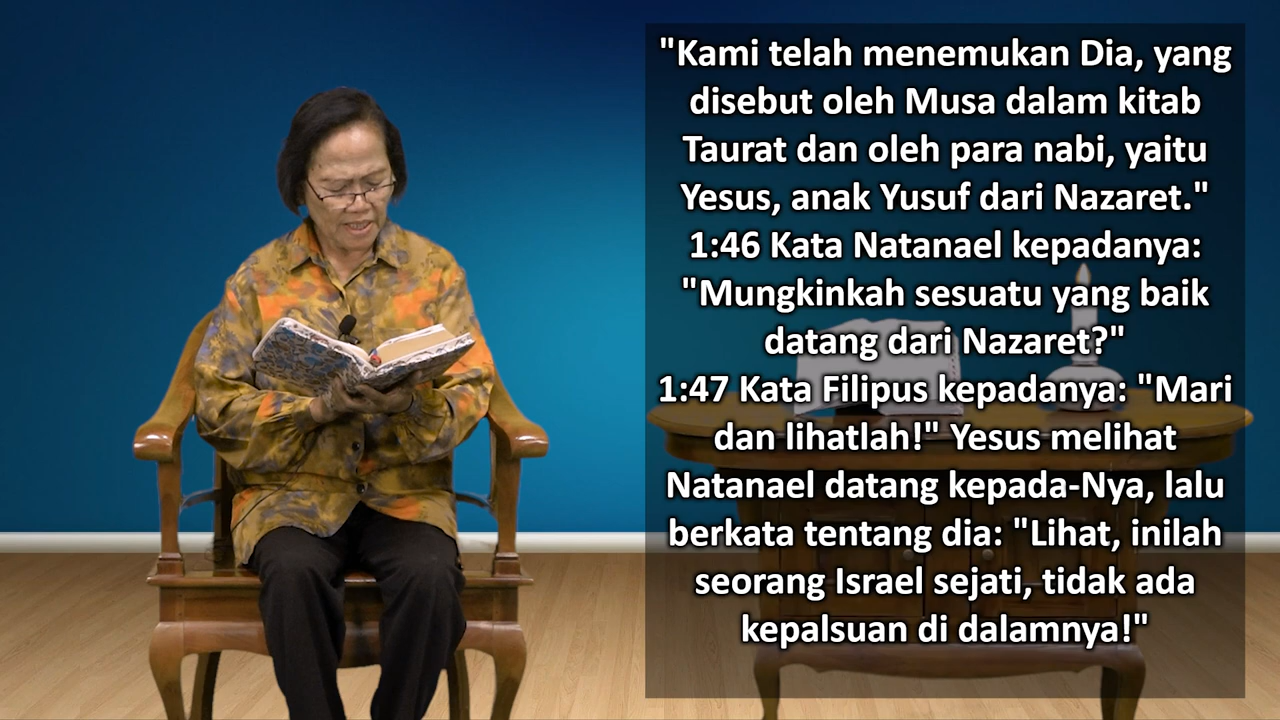 "Kami telah menemukan Dia, yang
disebut oleh Musa dalam kitab
Taurat dan oleh para nabi, yaitu
Yesus, anak Yusuf dari Nazaret."
1:46 Kata Natanael kepadanya:
"Mungkinkah sesuatu yang baik
datang dari Nazaret?"
1:47 Kata Filipus kepadanya: "Mari
dan lihatlah!" Yesus melihat
Natanael datang kepada-Nya, lalu
berkata tentang dia: "Lihat, inilah
seorang Israel sejati, tidak ada
kepalsuan di dalamnya!"